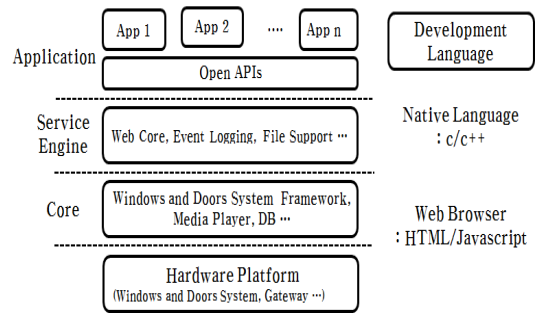 App 1
App 2
....
App n
Application
Open APIs
Service
Engine
Web Core, Event Logging, File Support ···
Core
Windows and Doors System Framework,
Media Player, DB ···
Hardware Platform
(Windows and Doors System, Gateway ···)
Development
Language
Native Language
: c/c++
Web Browser
: HTML/Javascript